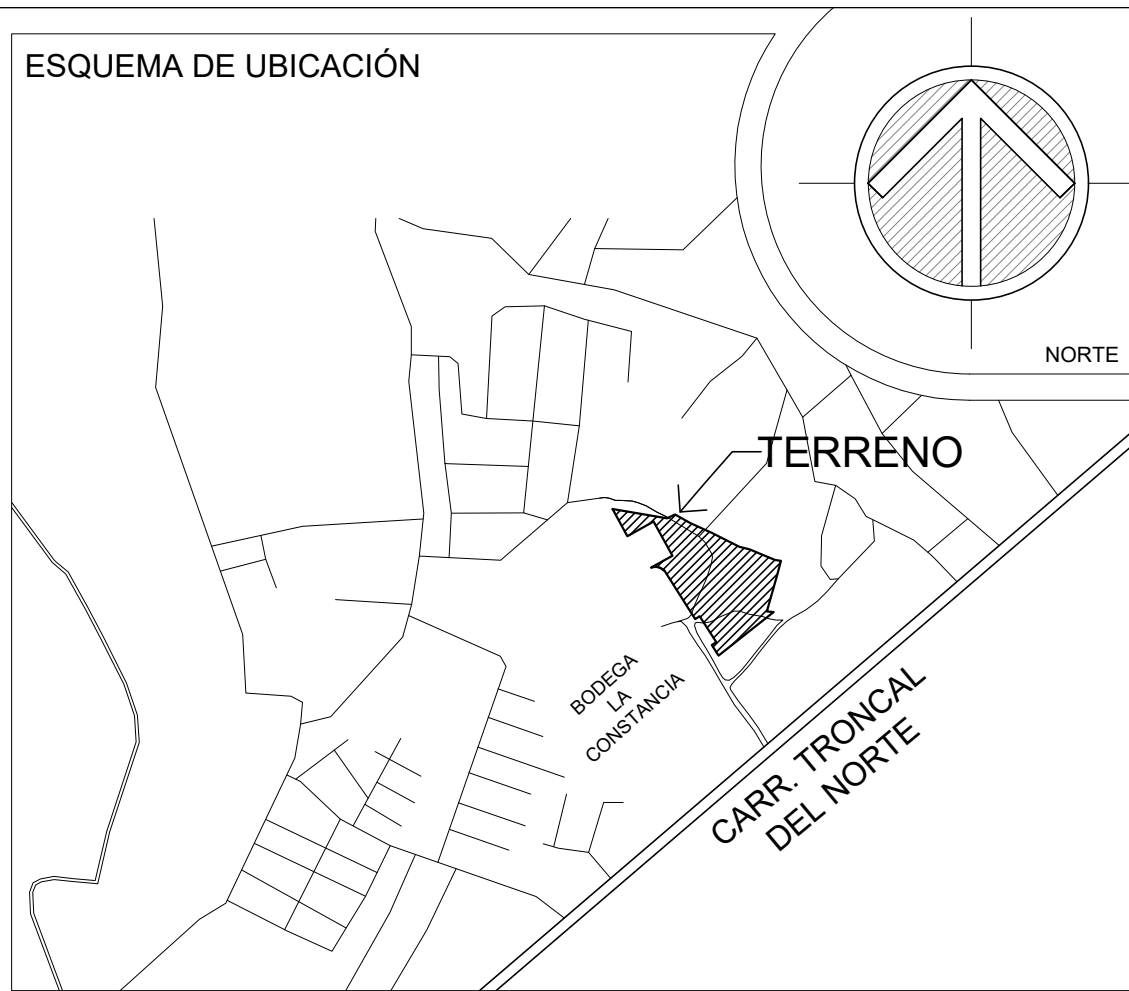 ESQUEMA DE UBICACIÓN
NORTE
TERRENO
BODEGA
LA
CONSTANCIA
CARR. TRONCAL
DEL NORTE